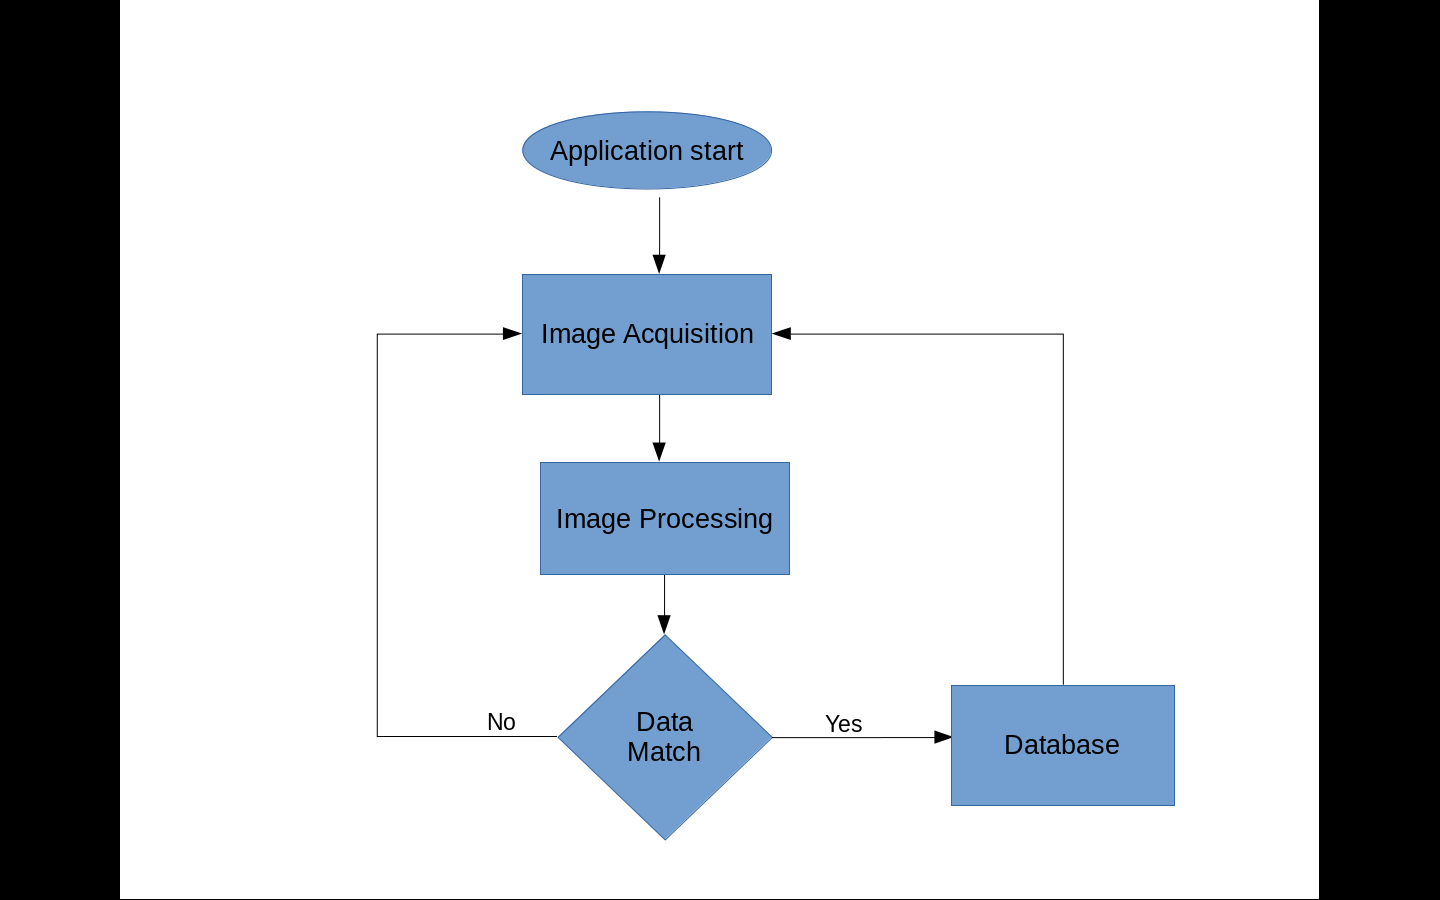 Application start
Image Acquisition
Image Processing
Data
Match
No
Yes
Database